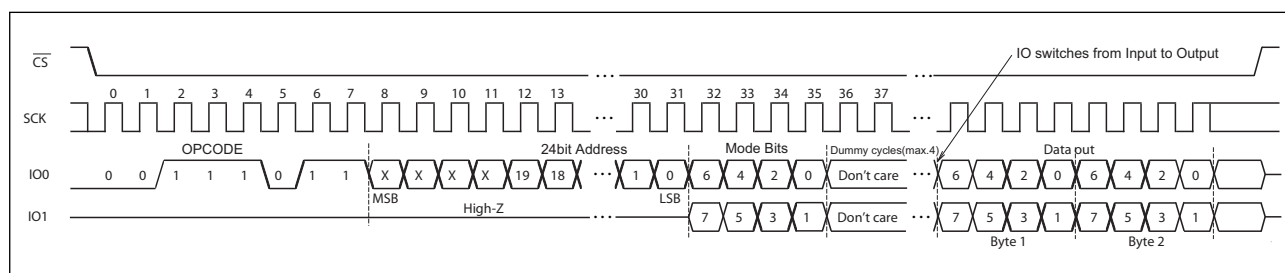 CS
IO switches from Input to Output
0 1 2 3 4 5 6 7 8 9 10 11 12 13 ... 30 31 32 33 34 35 36 37 ...
SCK
OPCODE 24bit Address Mode Bits Dummy cycles(max.4) Data put
IO0 0 0 1 1 1 0 1 1 X X X X 19 18 ... 1 0 6 4 2 0 Don't care ... 6 4 2 0 6 4 2 0
MSB LSB
High-Z
IO1 ... 7 5 3 1 Don't care ... 7 5 3 1 7 5 3 1
Byte 1 Byte 2